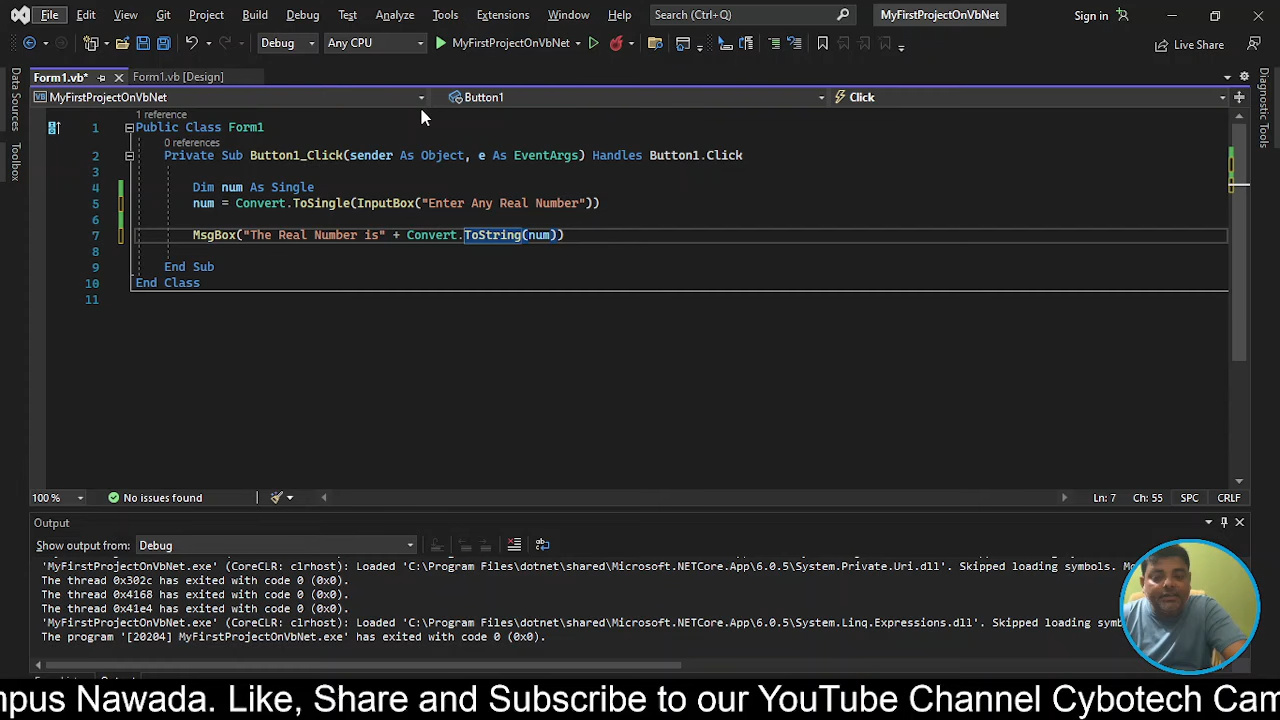 File Edit View Git Project Build Debug Test Analyze Tools Extensions Window Help Search (Ctrl+Q) MyFirstProjectOnVbNet Sign in
Debug Any CPU MyFirstProjectOnVbNet Live Share
Form1.vb* Form1.vb [Design]
MyFirstProjectOnVbNet Button1 Click
Data Sources
Toolbox
Diagnostic Tools
1 reference
1 Public Class Form1
0 references
2 Private Sub Button1_Click(sender As Object, e As EventArgs) Handles Button1.Click
3
4 Dim num As Single
5 num = Convert.ToSingle(InputBox("Enter Any Real Number"))
6
7 MsgBox("The Real Number is" + Convert.ToString(num))
8
9 End Sub
10 End Class
11
100 % No issues found Ln: 7 Ch: 55 SPC CRLF
Output
Show output from: Debug
'MyFirstProjectOnVbNet.exe' (CoreCLR: clrhost): Loaded 'C:\Program Files\dotnet\shared\Microsoft.NETCore.App\6.0.5\System.Private.Uri.dll'. Skipped loading symbols. Mo
The thread 0x302c has exited with code 0 (0x0).
The thread 0x4168 has exited with code 0 (0x0).
The thread 0x41e4 has exited with code 0 (0x0).
'MyFirstProjectOnVbNet.exe' (CoreCLR: clrhost): Loaded 'C:\Program Files\dotnet\shared\Microsoft.NETCore.App\6.0.5\System.Linq.Expressions.dll'. Skipped loading symb
The program '[20204] MyFirstProjectOnVbNet.exe' has exited with code 0 (0x0).
mpus Nawada. Like, Share and Subscribe to our YouTube Channel Cybotech Cam